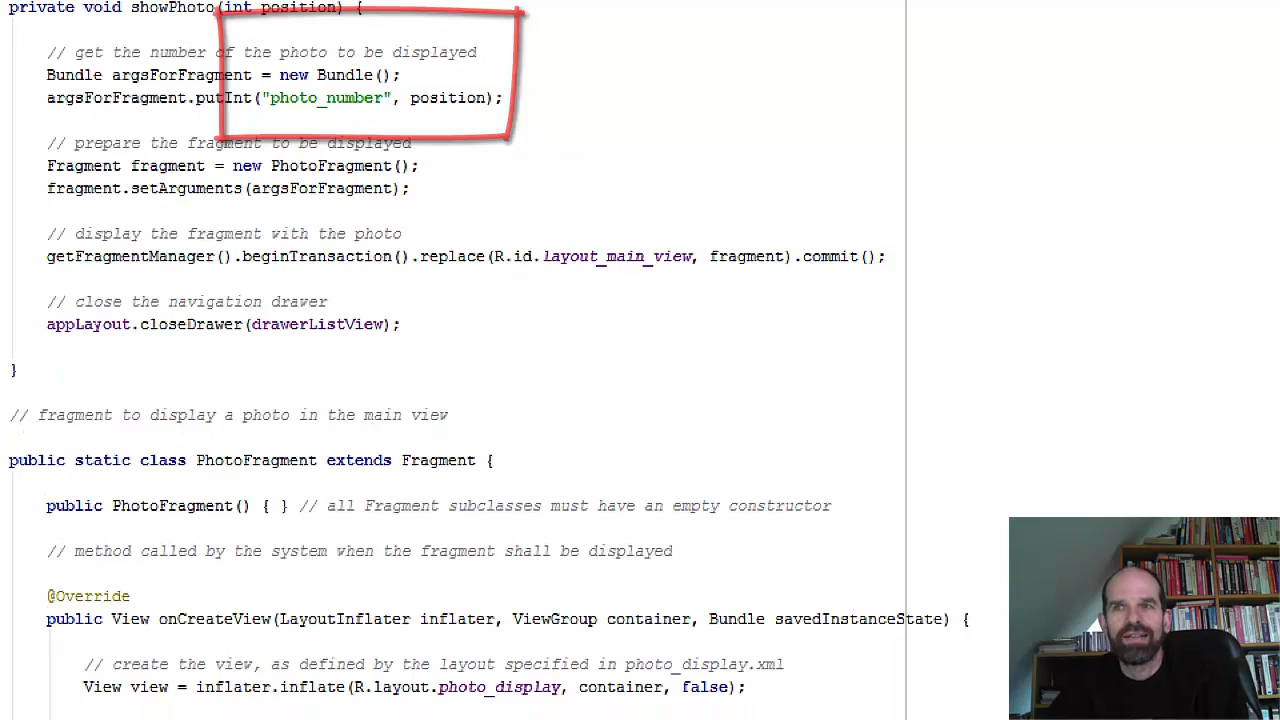 private void showPhoto(int position) {
// get the number of the photo to be displayed
Bundle argsForFragment = new Bundle();
argsForFragment.putInt("photo_number", position);
// prepare the fragment to be displayed
Fragment fragment = new PhotoFragment();
fragment.setArguments(argsForFragment);
// display the fragment with the photo
getFragmentManager().beginTransaction().replace(R.id.layout_main_view, fragment).commit();
// close the navigation drawer
appLayout.closeDrawer(drawerListView);
}
// fragment to display a photo in the main view
public static class PhotoFragment extends Fragment {
public PhotoFragment() { } // all Fragment subclasses must have an empty constructor
// method called by the system when the fragment shall be displayed
@Override
public View onCreateView(LayoutInflater inflater, ViewGroup container, Bundle savedInstanceState) {
// create the view, as defined by the layout specified in photo_display.xml
View view = inflater.inflate(R.layout.photo_display, container, false);